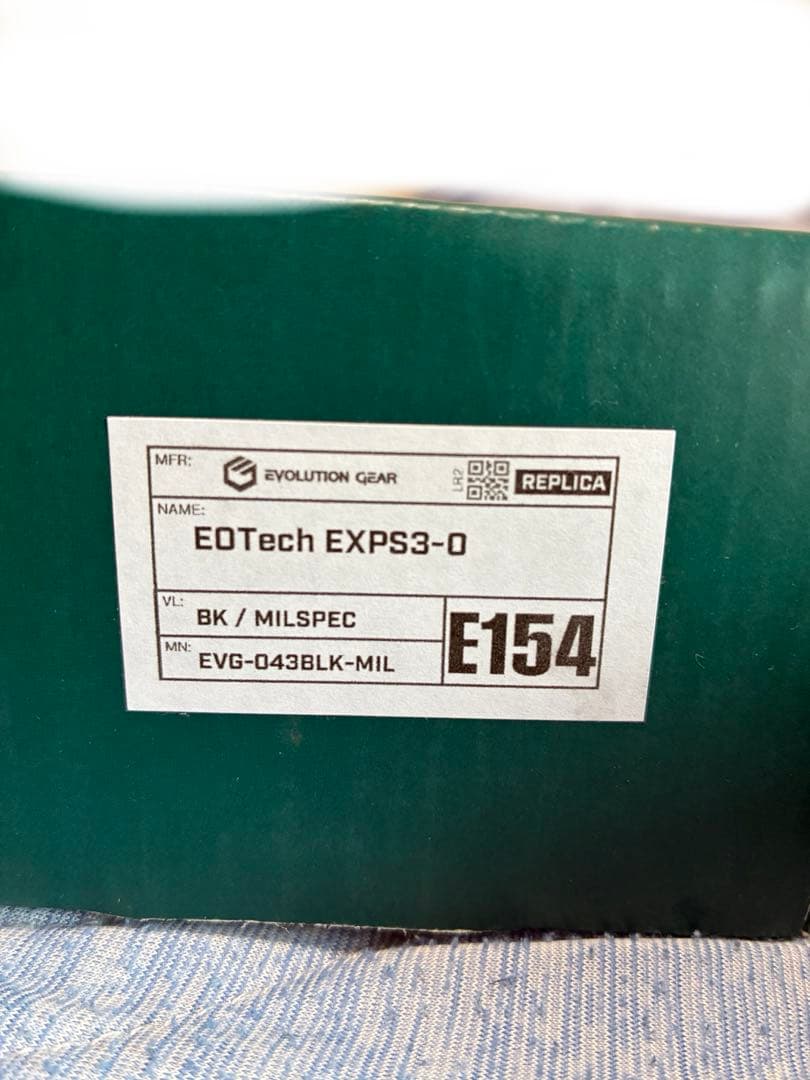 MFR: EVOLUTION GEAR LR2 REPLICA
NAME:
EOTech EXPS3-0
VL: BK / MILSPEC
MN: EVG-043BLK-MIL
E154